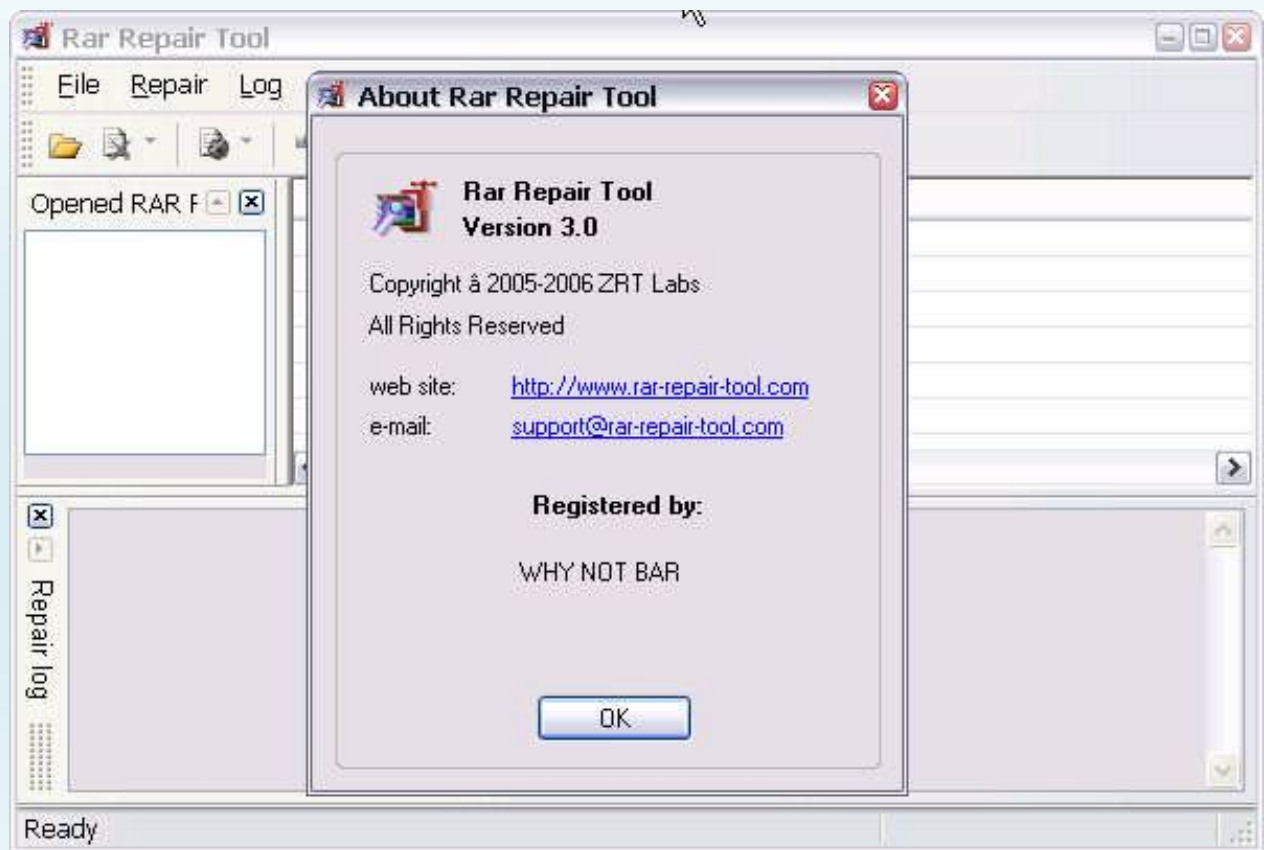 Rar Repair Tool
File Repair Log
About Rar Repair Tool
Opened RAR F
Rar Repair Tool
Version 3.0
Copyright â 2005-2006 ZRT Labs
All Rights Reserved
web site: http://www.rar-repair-tool.com
e-mail: support@rar-repair-tool.com
Registered by:
WHY NOT BAR
OK
Repair log
Ready